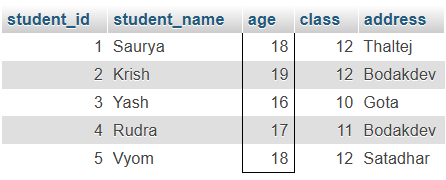 student_id student_name age class address
1 Saurya 18 12 Thaltej
2 Krish 19 12 Bodakdev
3 Yash 16 10 Gota
4 Rudra 17 11 Bodakdev
5 Vyom 18 12 Satadhar